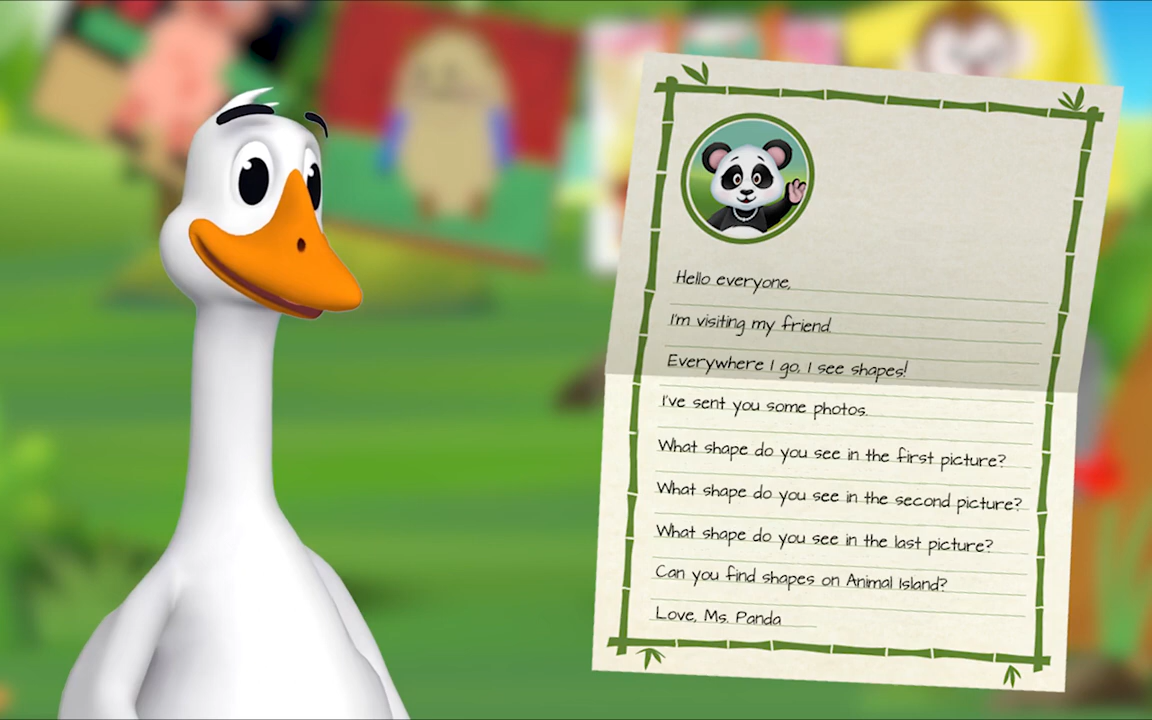 Hello everyone,
I'm visiting my friend.
Everywhere I go, I see shapes!
I've sent you some photos.
What shape do you see in the first picture?
What shape do you see in the second picture?
What shape do you see in the last picture?
Can you find shapes on Animal Island?
Love, Ms. Panda